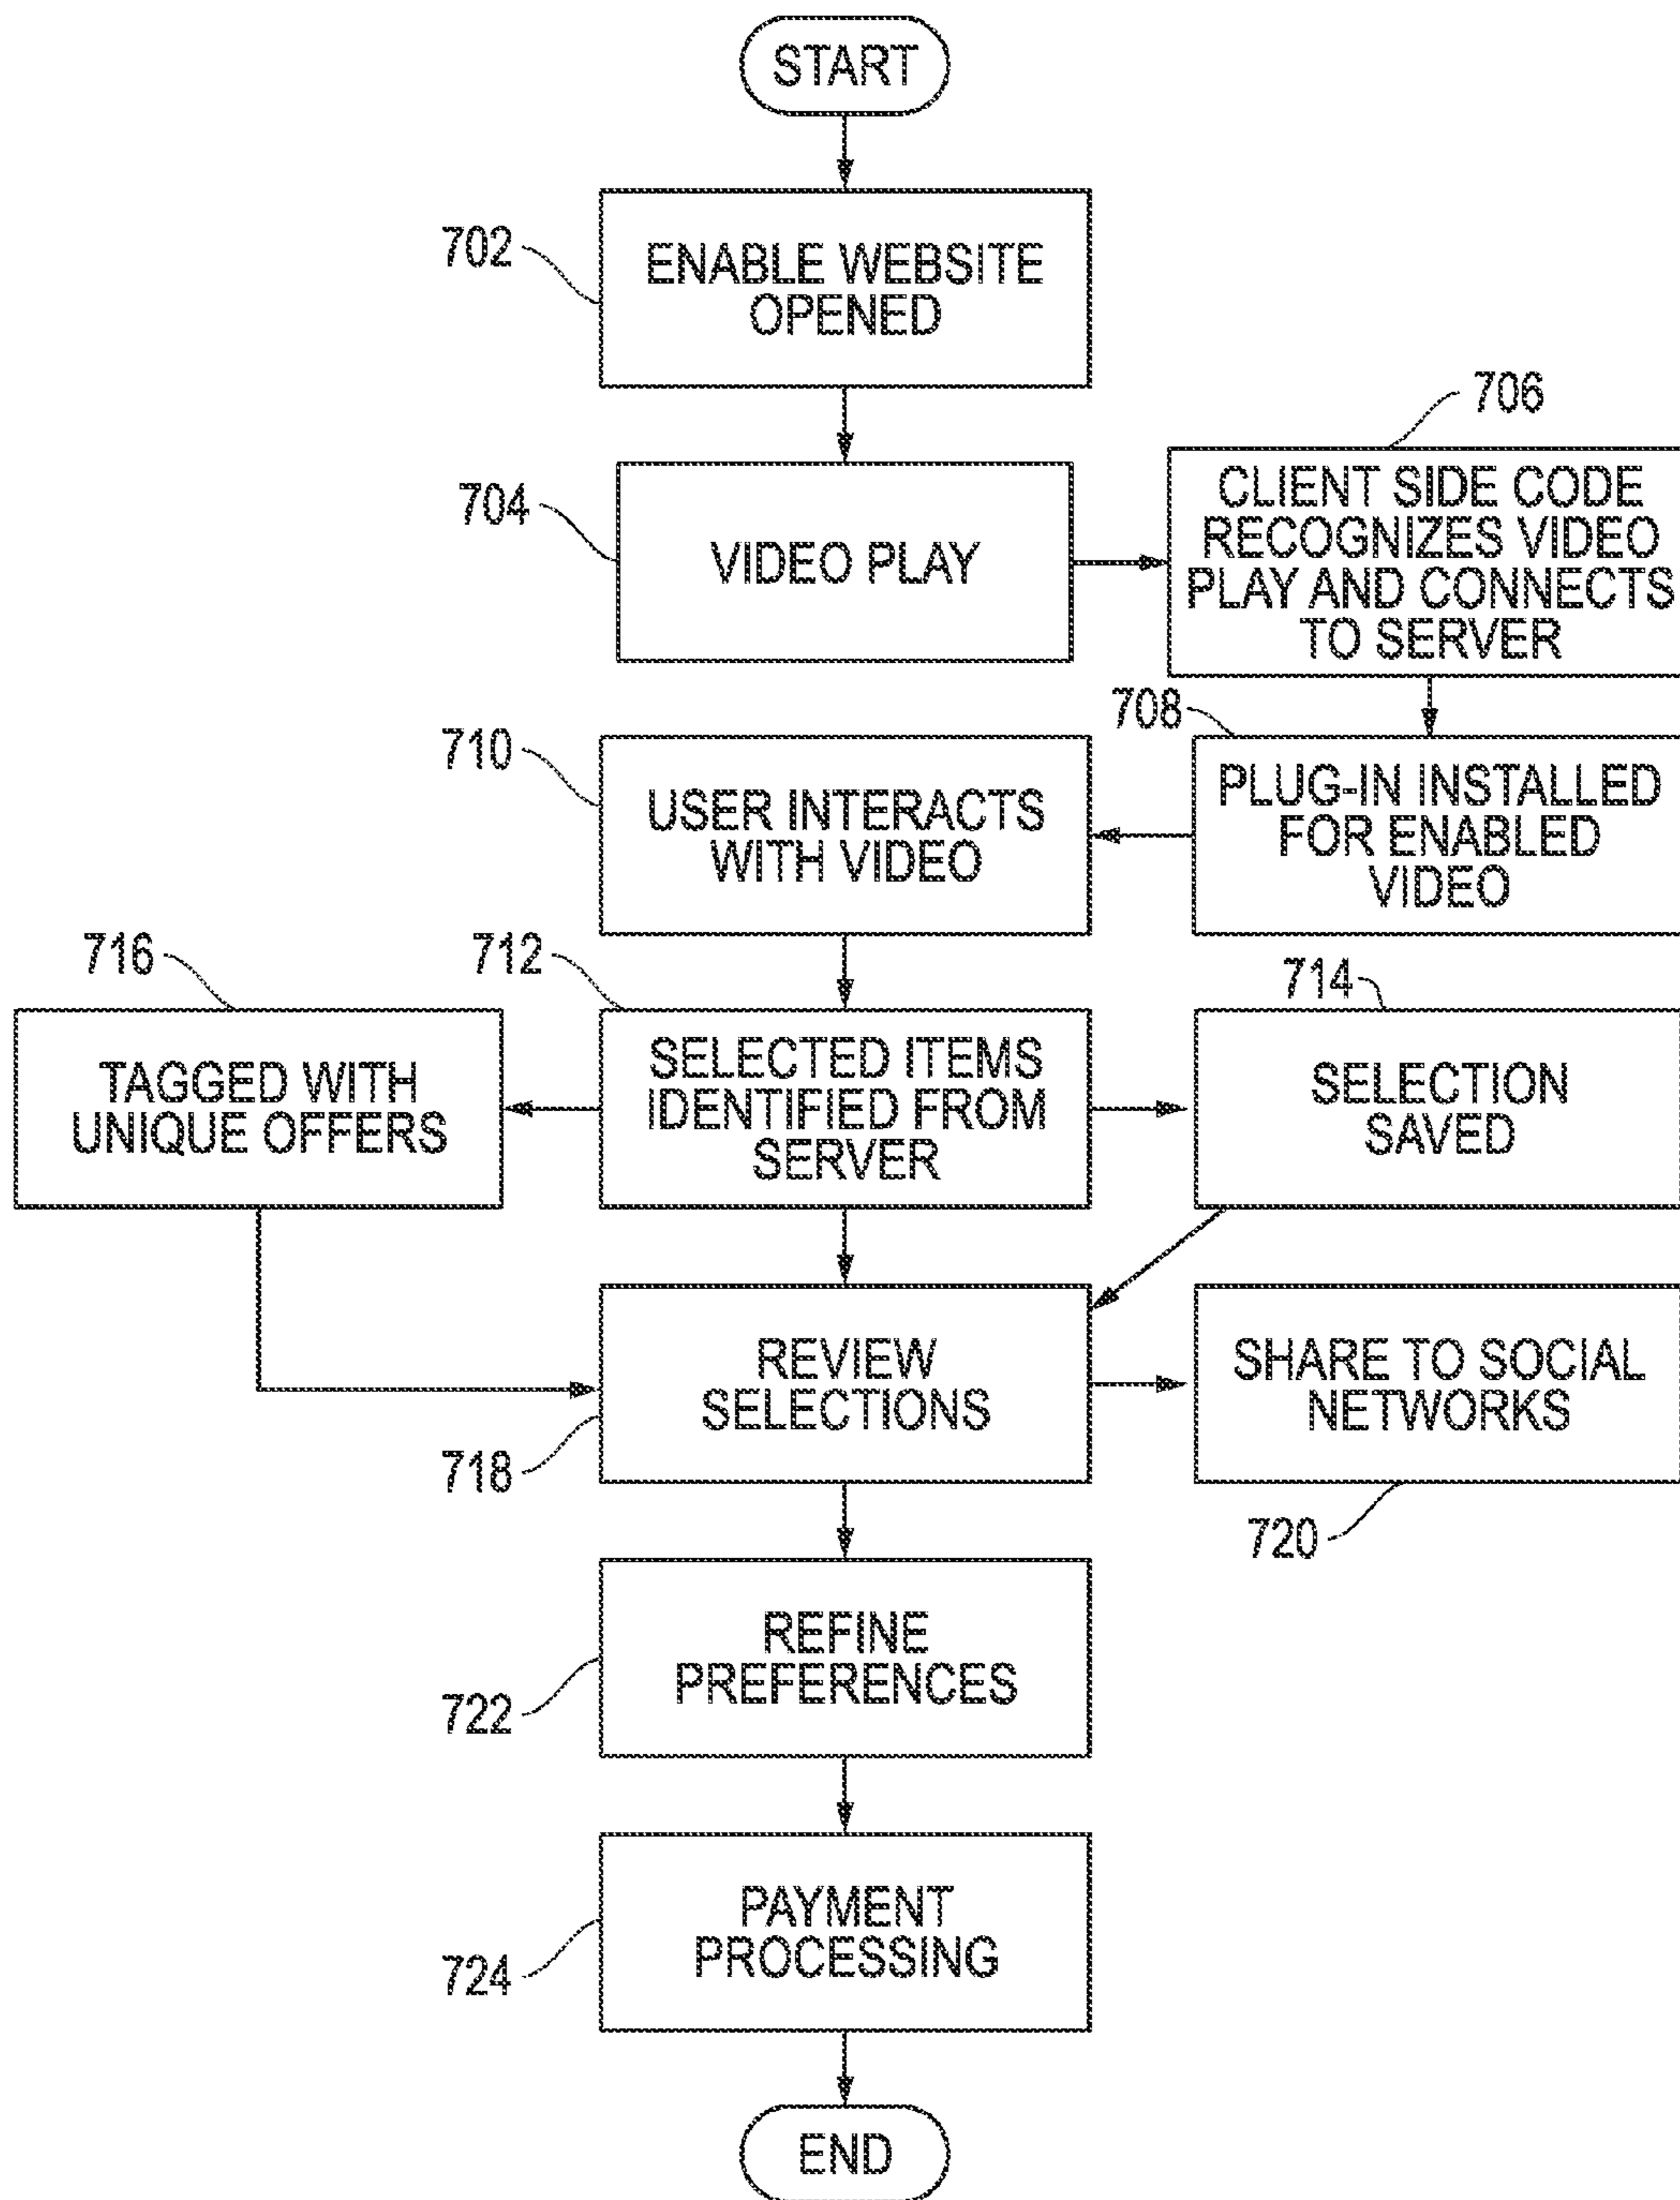 START
702
ENABLE WEBSITE
OPENED
706
704
VIDEO PLAY
CLIENT SIDE CODE
RECOGNIZES VIDEO
PLAY AND CONNECTS
TO SERVER
708
710
USER INTERACTS
WITH VIDEO
PLUG-IN INSTALLED
FOR ENABLED
VIDEO
716
712
714
TAGGED WITH
UNIQUE OFFERS
SELECTED ITEMS
IDENTIFIED FROM
SERVER
SELECTION
SAVED
REVIEW
SELECTIONS
718
SHARE TO SOCIAL
NETWORKS
720
REFINE
PREFERENCES
722
PAYMENT
PROCESSING
724
END